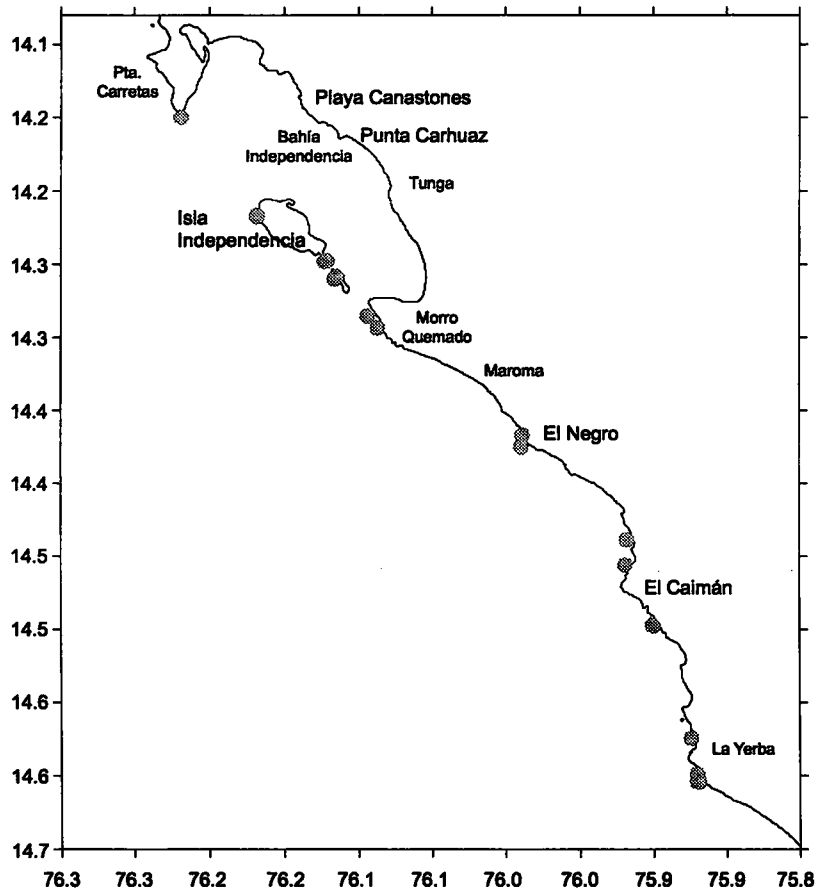 14.1
Pta.
Carretas
Playa Canastones
14.2
Bahía
Independencia
Punta Carhuaz
Tunga
14.2
Isla
Independencia
14.3
Morro
Quemado
14.3
Maroma
14.4
El Negro
14.4
14.5
El Caimán
14.5
14.6
La Yerba
14.6
14.7
76.3 76.3 76.2 76.2 76.1 76.1 76.0 76.0 75.9 75.9 75.8